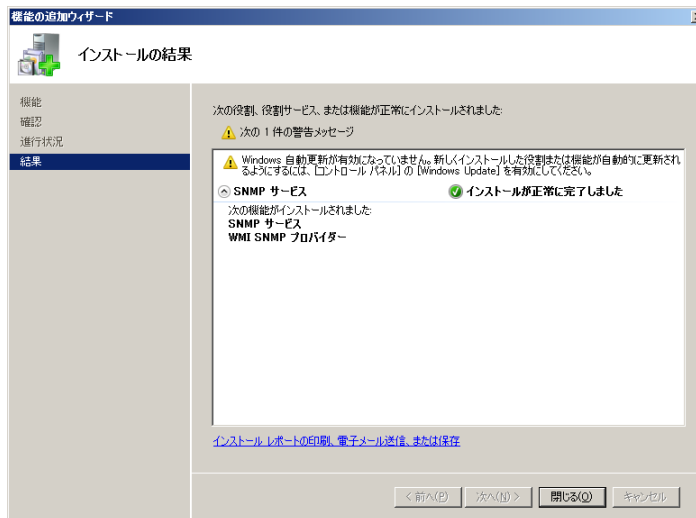 機能の追加ウィザード
インストールの結果
機能
確認
進行状況
結果
次の役割、役割サービス、または機能が正常にインストールされました:
次の 1 件の警告メッセージ
Windows 自動更新が有効になっていません。新しくインストールした役割または機能が自動的に更新され
るようにするには、[コントロール パネル] の [Windows Update] を有効にしてください。
SNMP サービス
インストールが正常に完了しました
次の機能がインストールされました:
SNMP サービス
WMI SNMP プロバイダー
インストール レポートの印刷、電子メール送信、または保存
< 前へ(P)
次へ(N) >
閉じる(O)
キャンセル